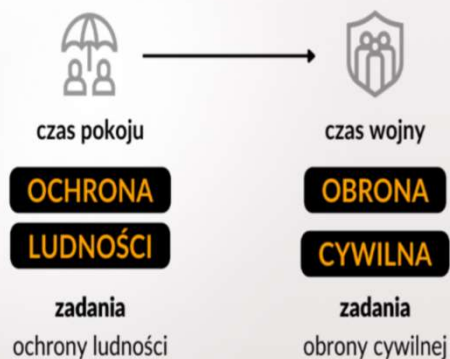 czas pokoju
OCHRONA
LUDNOŚCI
zadania
ochrony ludności
czas wojny
OBRONA
CYWILNA
zadania
obrony cywilnej